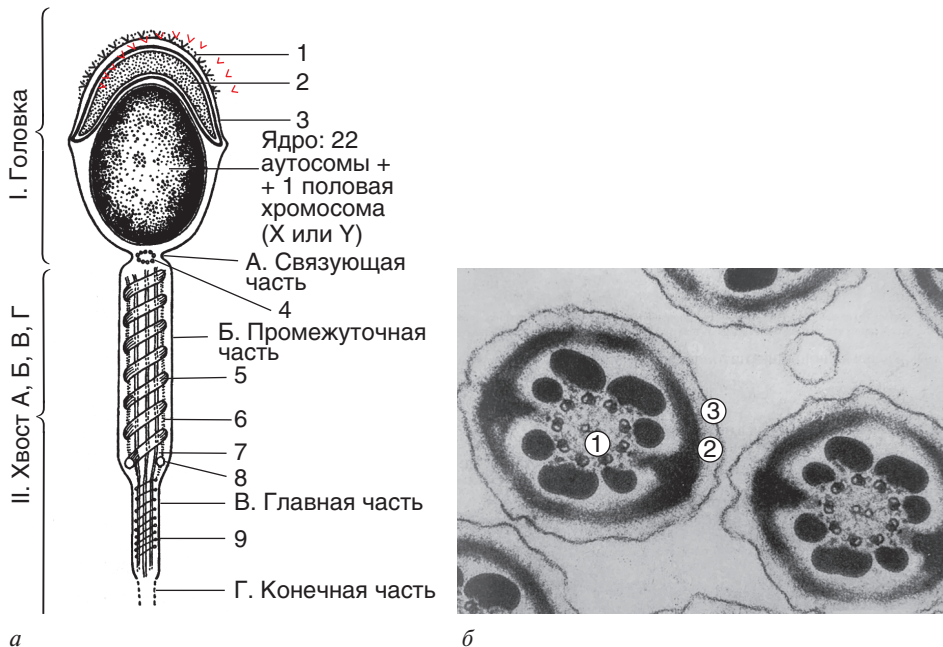 I. Головка
II. Хвост А, Б, В, Г
1
2
3
Ядро: 22
аутосомы +
+ 1 половая
хромосома
(X или Y)
А. Связующая
часть
4
Б. Промежуточная
часть
5
6
7
8
В. Главная часть
9
Г. Конечная часть
а
1
3
2
б